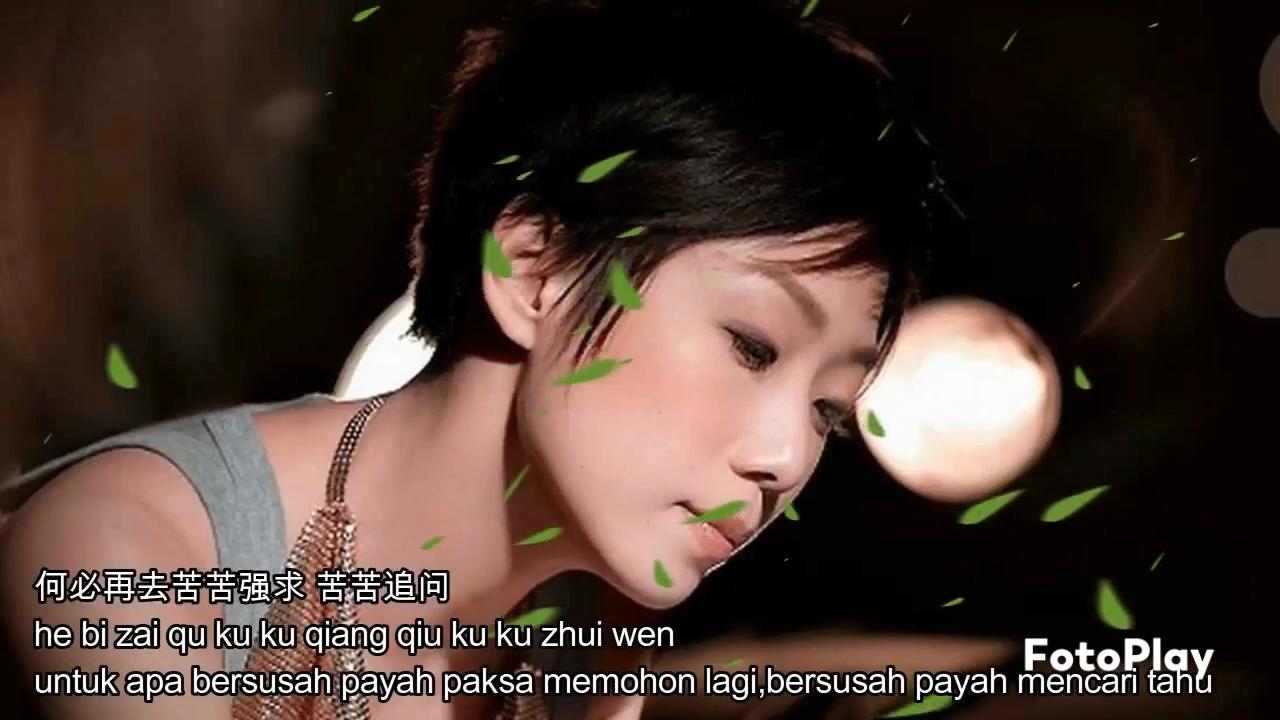 何必再去苦苦强求 苦苦追问
he bi zai qu ku ku qiang qiu ku ku zhui wen
FotoPlay
untuk apa bersusah payah paksa memohon lagi,bersusah payah mencari tahu